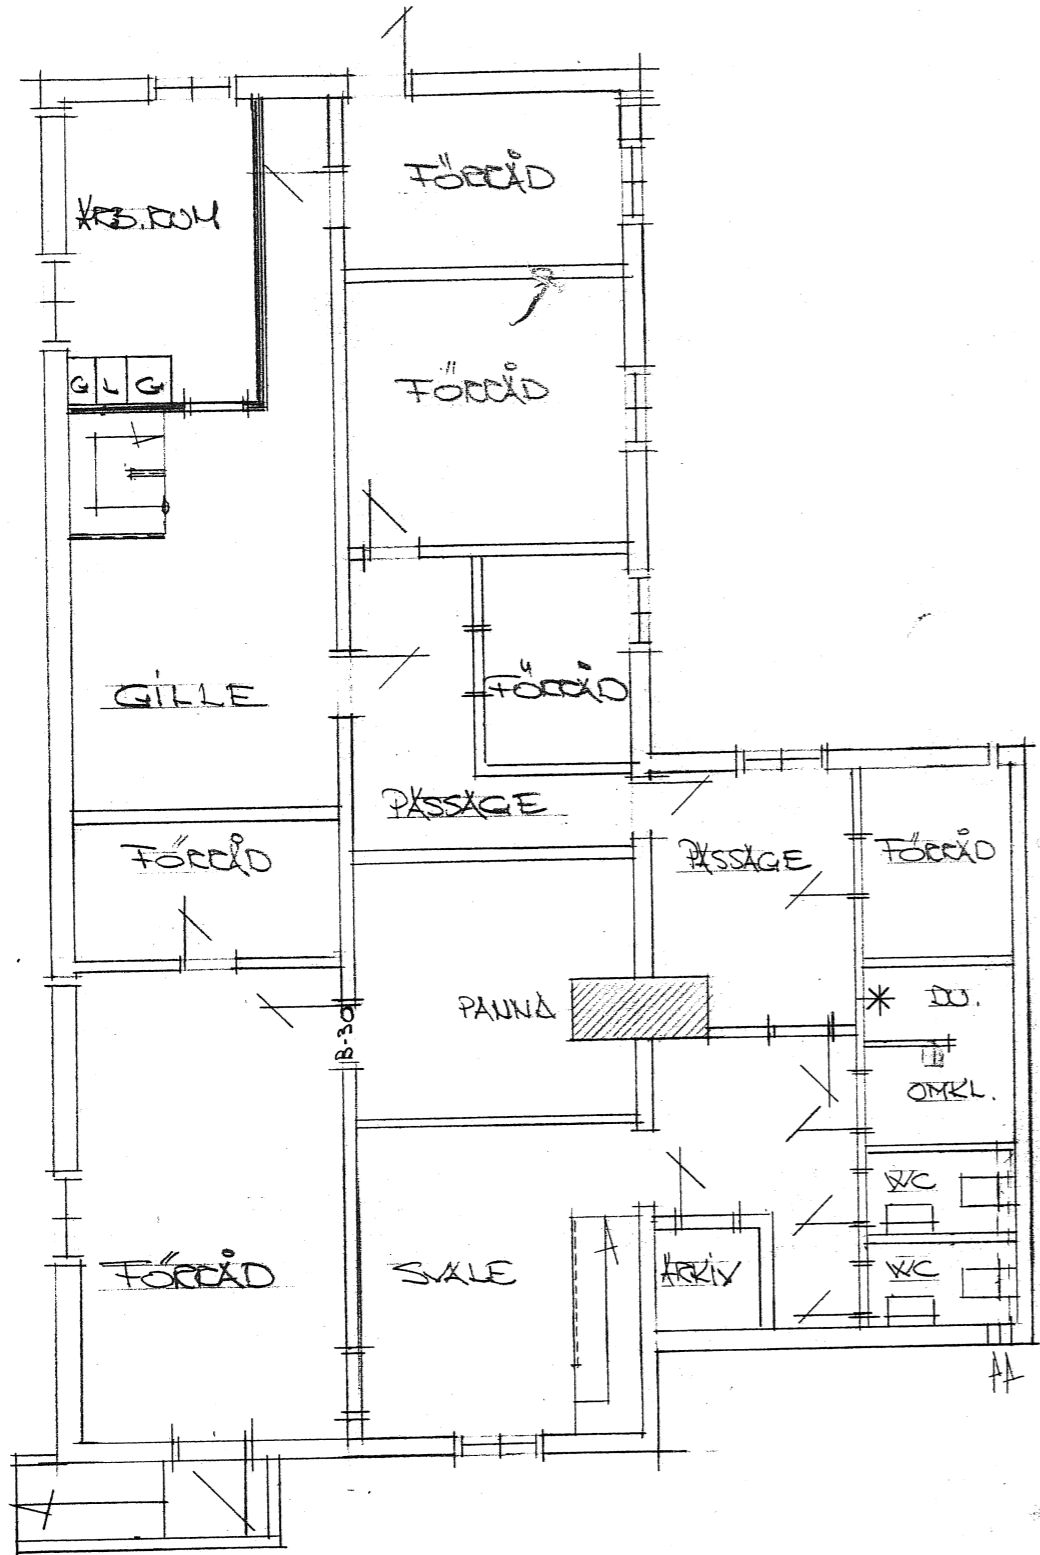 FÖRRÅD
ARB.RUM
FÖRRÅD
G L G
FÖRRÅD
GILLE
PASSAGE
FÖRRÅD
PASSAGE
FÖRRÅD
DU.
PANNA
B-30
OMKL.
WC
FÖRRÅD
SVALE
ARKIV
WC